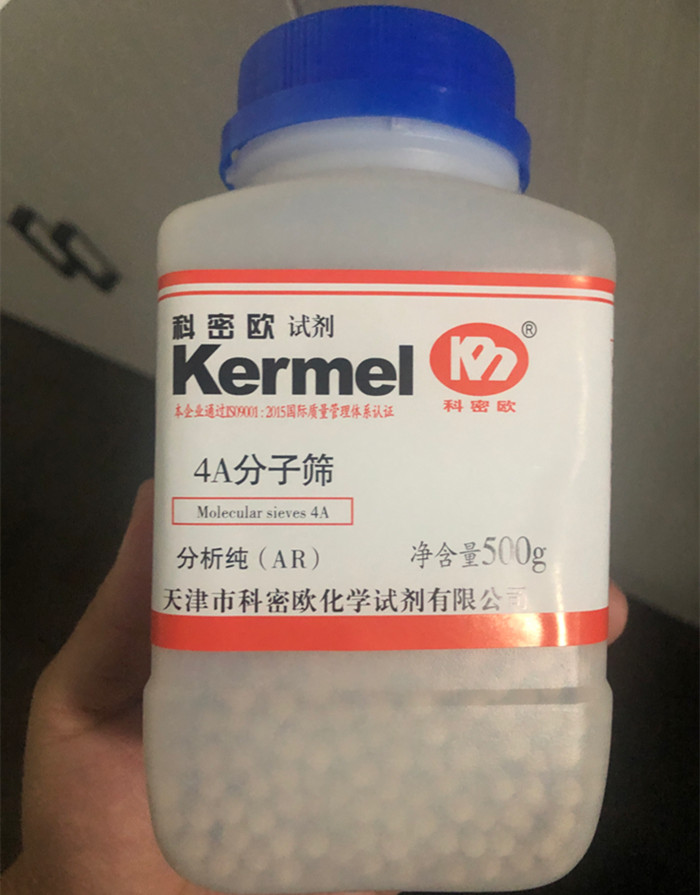 科密欧 试剂
Kermel
KM ®
科密欧
本企业通过ISO9001:2015国际质量管理体系认证
4A分子筛
Molecular sieves 4A
分析纯(AR) 净含量500g
天津市科密欧化学试剂有限公司